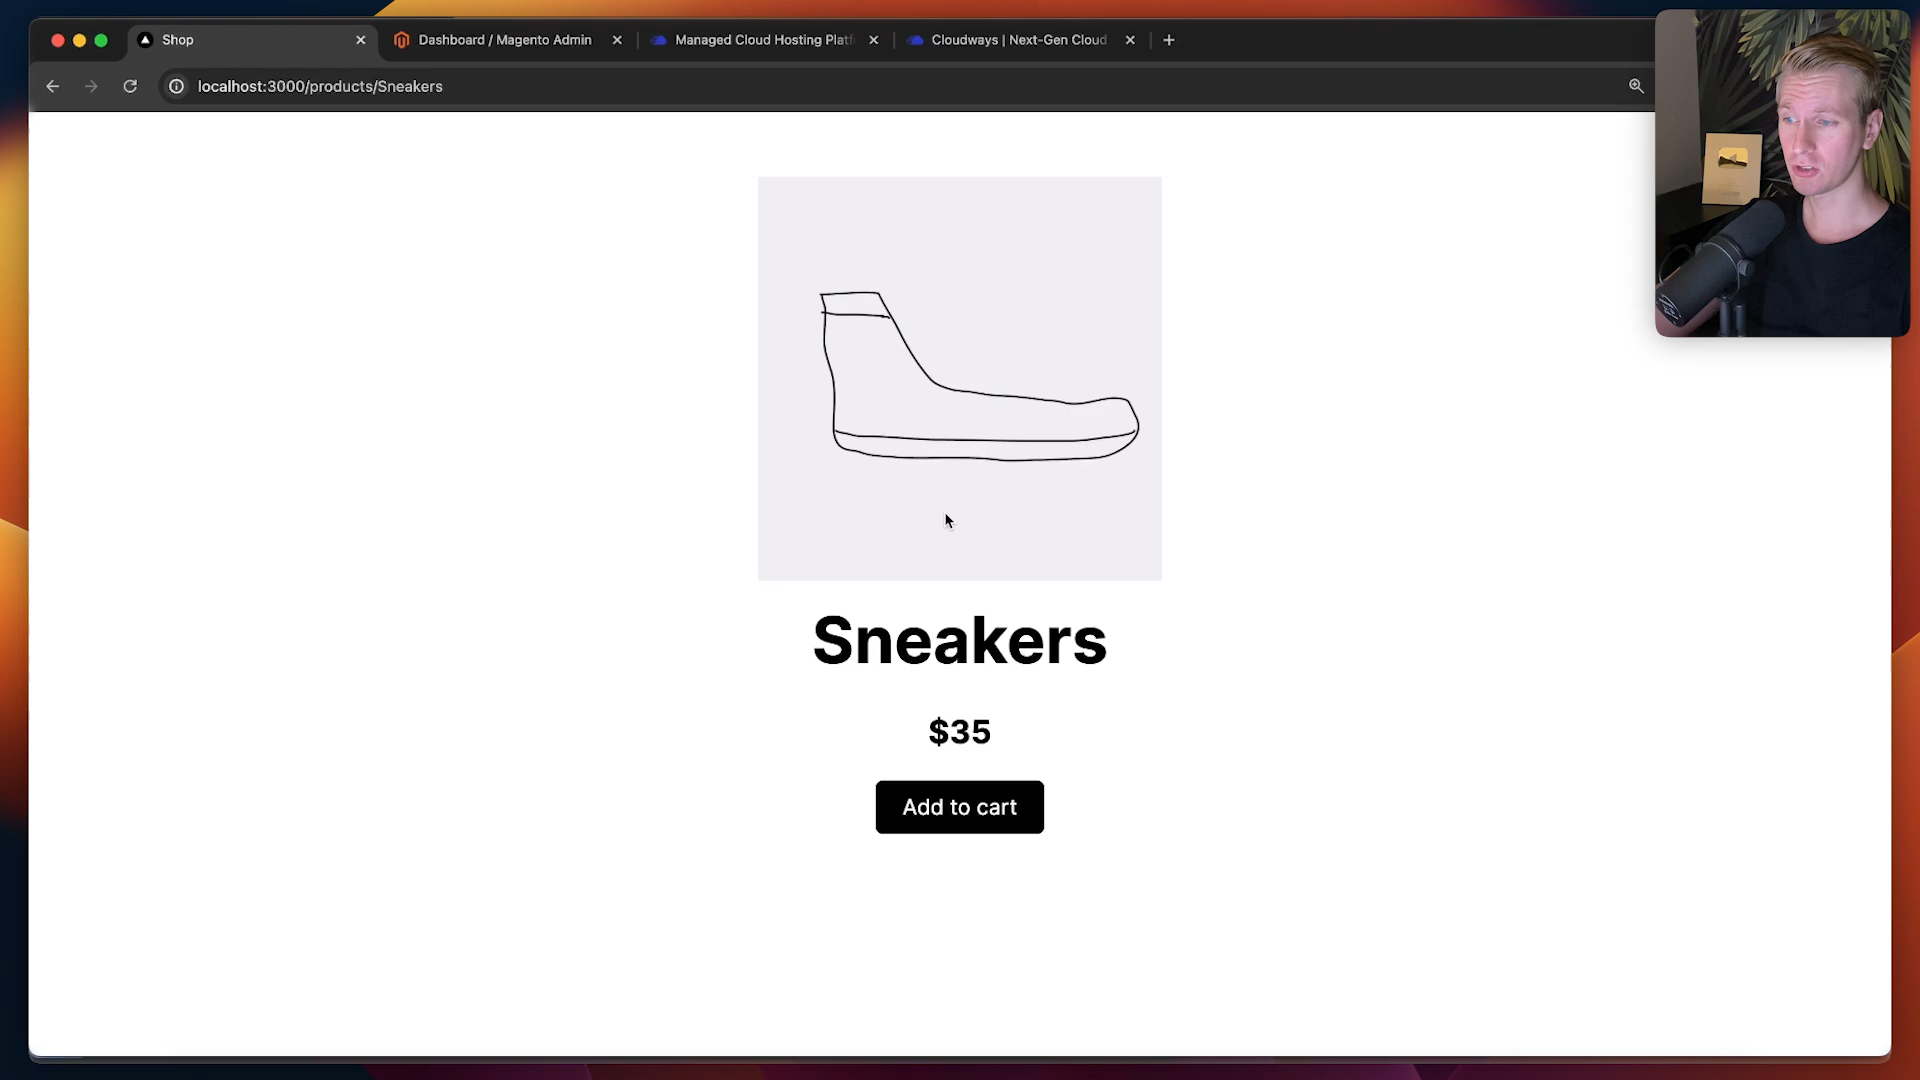 Shop
Dashboard / Magento Admin
Managed Cloud Hosting Platf
Cloudways | Next-Gen Cloud
localhost:3000/products/Sneakers
Sneakers
$35
Add to cart